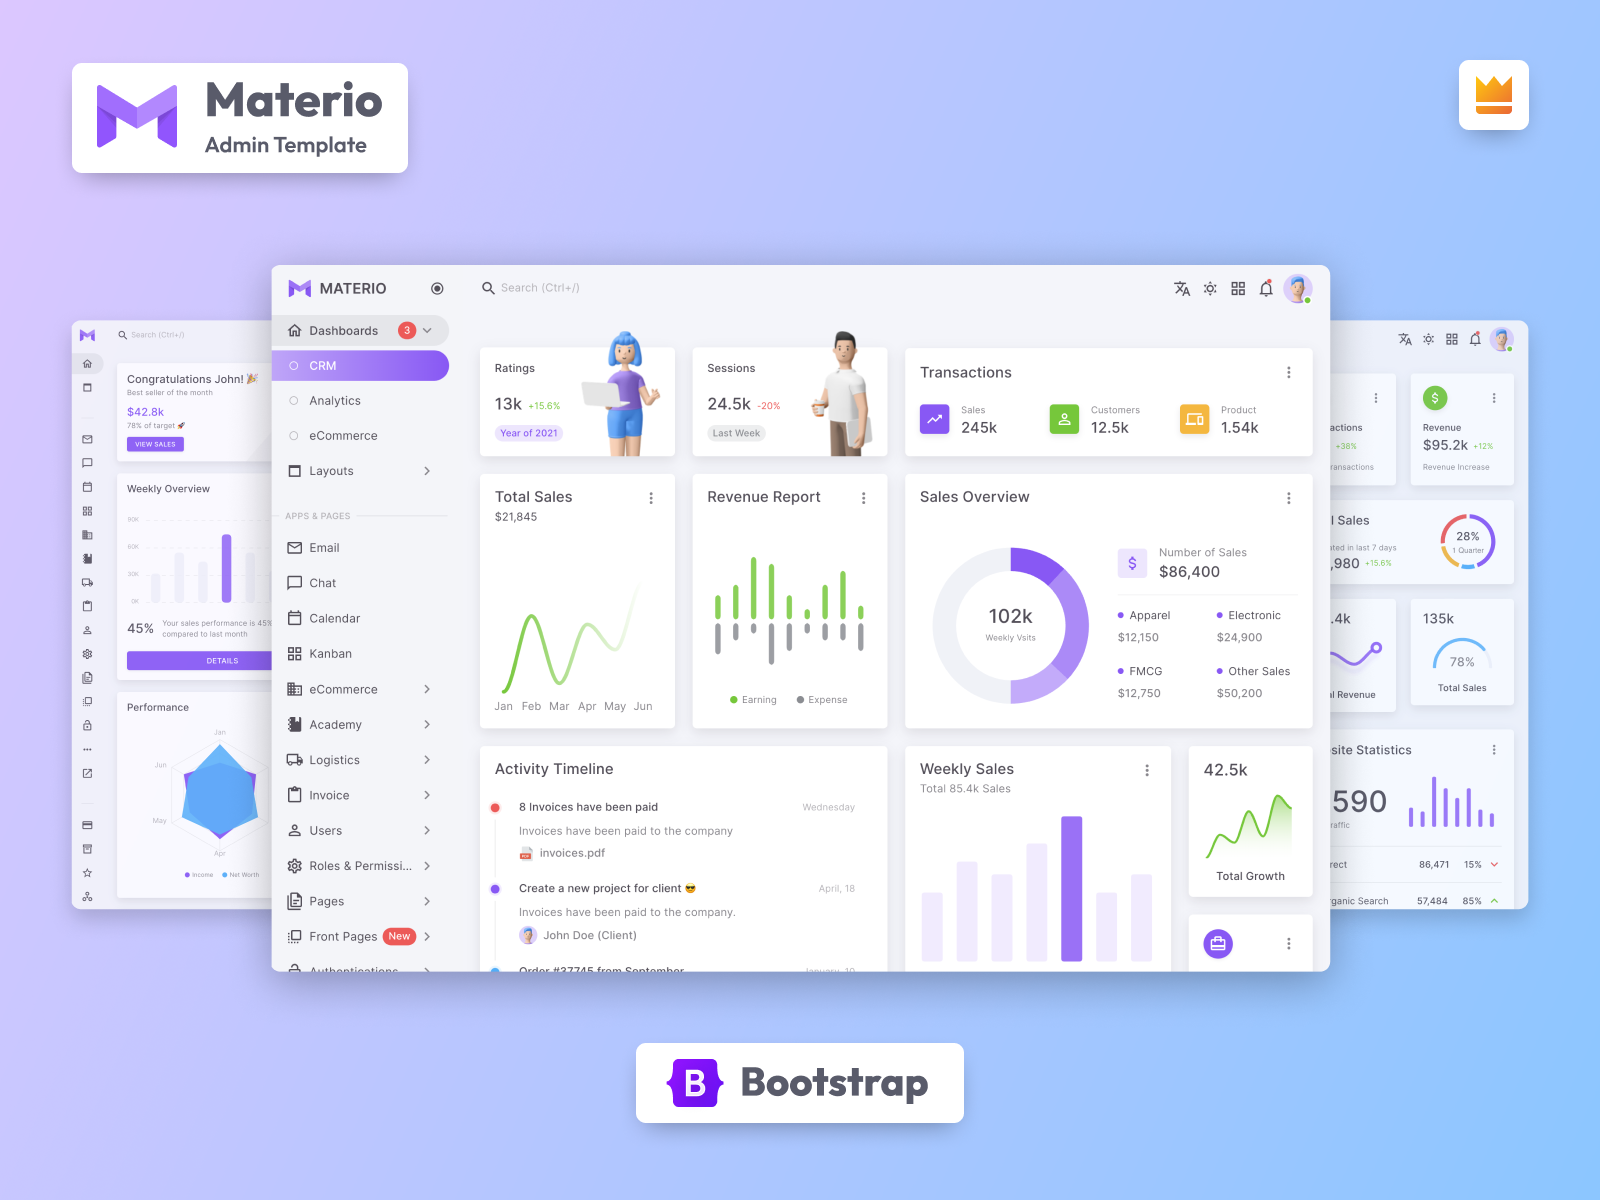 Materio
Admin Template
MATERIO
Search (Ctrl+/)
Dashboards 3
CRM
Analytics
eCommerce
Layouts
APPS & PAGES
Email
Chat
Calendar
Kanban
eCommerce
Academy
Logistics
Invoice
Users
Roles & Permissi...
Pages
Front Pages New
Authentications
Ratings
13k +15.6%
Year of 2021
Sessions
24.5k -20%
Last Week
Transactions
Sales
245k
Customers
12.5k
Product
1.54k
Total Sales
$21,845
Jan Feb Mar Apr May Jun
Revenue Report
Earning Expense
Sales Overview
102k
Weekly Vsits
$
Number of Sales
$86,400
Apparel
$12,150
Electronic
$24,900
FMCG
$12,750
Other Sales
$50,200
Activity Timeline
8 Invoices have been paid Wednesday
Invoices have been paid to the company
PDF invoices.pdf
Create a new project for client 😎 April, 18
Invoices have been paid to the company.
John Doe (Client)
Order #37745 from September January, 10
Weekly Sales
Total 85.4k Sales
42.5k
Total Growth
Search (Ctrl+/)
Congratulations John! 🎉
Best seller of the month
$42.8k
78% of target 🚀
VIEW SALES
Weekly Overview
90K
60K
30K
0K
45%
Your sales performance is 45%
compared to last month
DETAILS
Performance
Jan
Jun
May
Apr
Income Net Worth
actions
+38%
ransactions
$
Revenue
$95.2k +12%
Revenue Increase
l Sales
ated in last 7 days
,980 +15.6%
28%
1 Quarter
.4k
l Revenue
135k
78%
Total Sales
site Statistics
590
raffic
rect 86,471 15%
rganic Search 57,484 85%
B Bootstrap